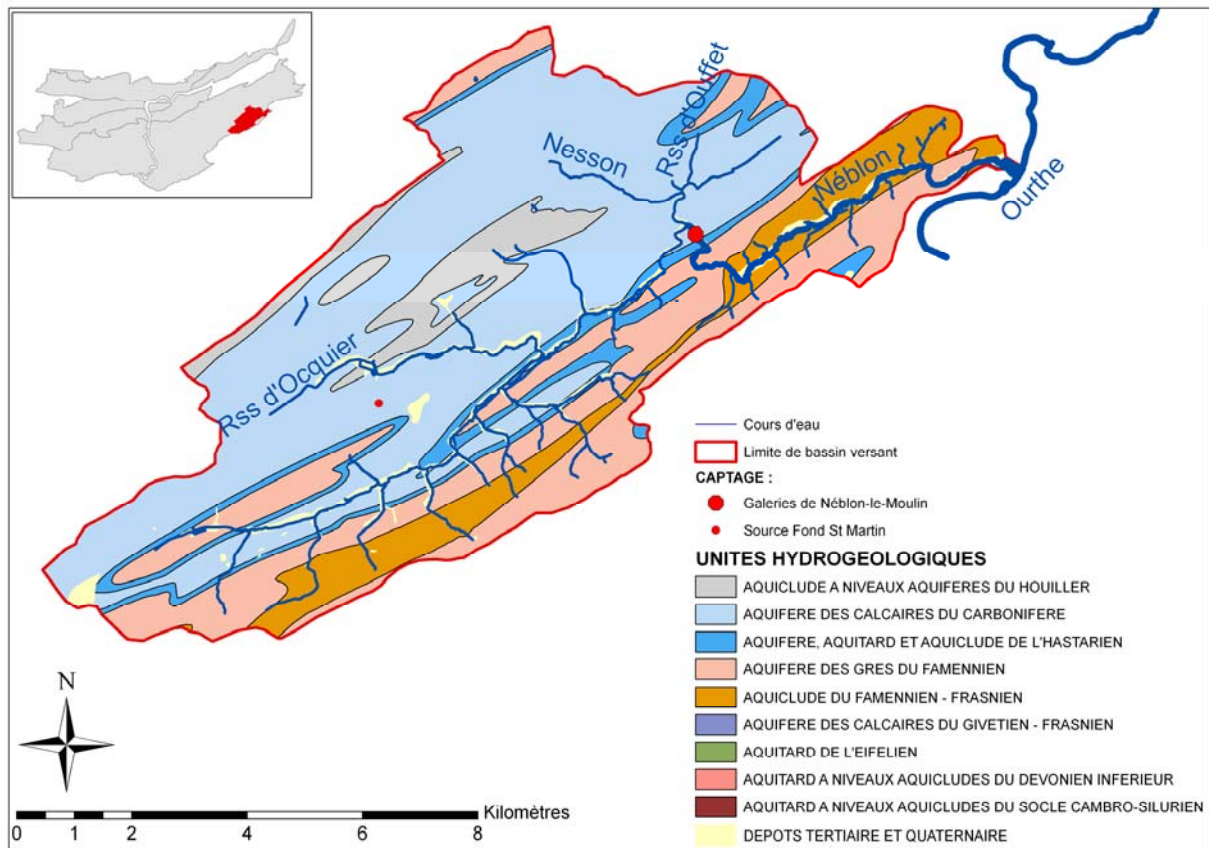 Nesson
Rss d'Ouffet
Néblon
Ourthe
Rss d'Ocquier
Cours d'eau
Limite de bassin versant
CAPTAGE :
Galeries de Néblon-le-Moulin
Source Fond St Martin
UNITES HYDROGEOLOGIQUES
AQUICLUDE A NIVEAUX AQUIFERES DU HOUILLER
AQUIFERE DES CALCAIRES DU CARBONIFERE
AQUIFERE, AQUITARD ET AQUICLUDE DE L'HASTARIEN
AQUIFERE DES GRES DU FAMENNIEN
AQUICLUDE DU FAMENNIEN - FRASNIEN
AQUIFERE DES CALCAIRES DU GIVETIEN - FRASNIEN
AQUITARD DE L'EIFELIEN
AQUITARD A NIVEAUX AQUICLUDES DU DEVONIEN INFERIEUR
AQUITARD A NIVEAUX AQUICLUDES DU SOCLE CAMBRO-SILURIEN
DEPOTS TERTIAIRE ET QUATERNAIRE
N
Kilomètres
0 1 2 4 6 8